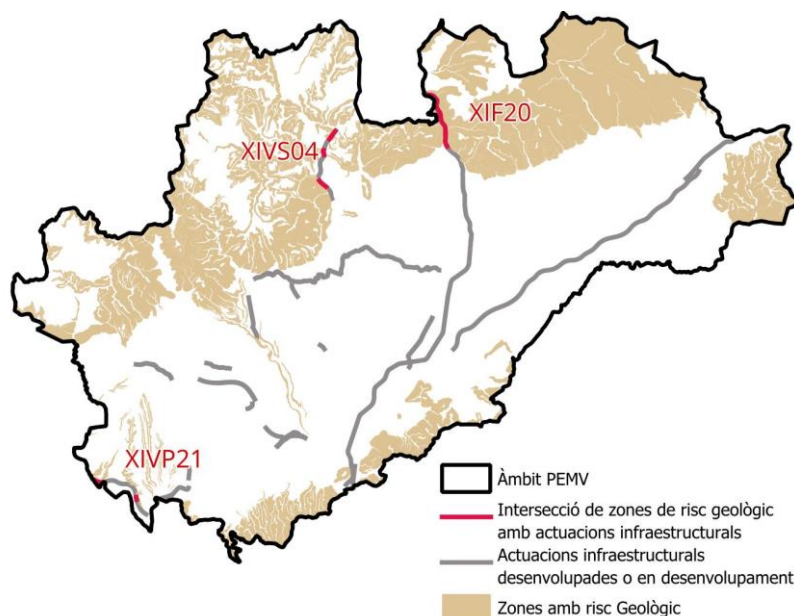 XIF20
XIVS04
XIVP21
Àmbit PEMV
Intersecció de zones de risc geològic
amb actuacions infraestructurals
Actuacions infraestructurals
desenvolupades o en desenvolupament
Zones amb risc Geològic